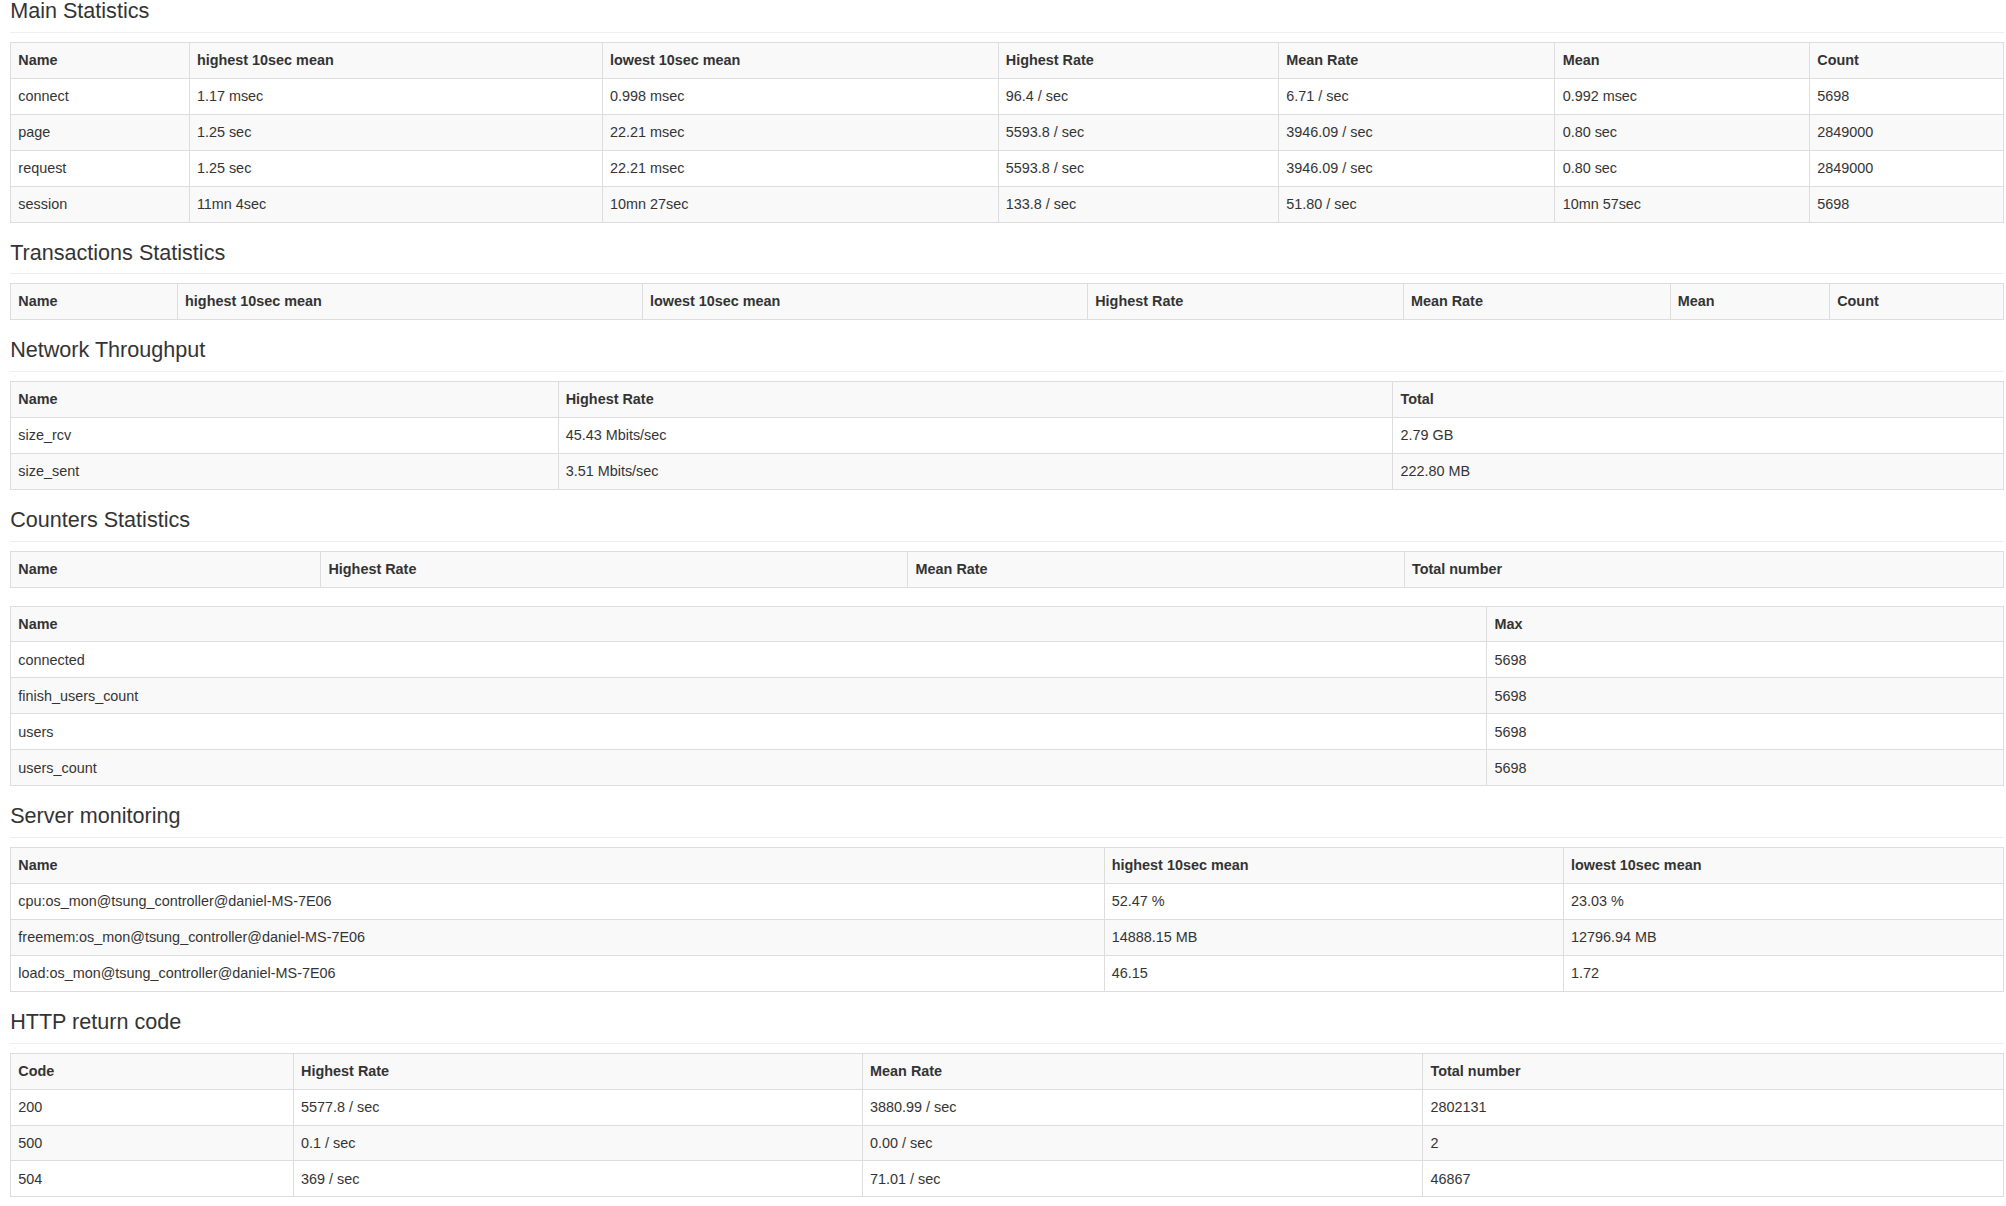 Main Statistics
Name highest 10sec mean lowest 10sec mean Highest Rate Mean Rate Mean Count
connect 1.17 msec 0.998 msec 96.4 / sec 6.71 / sec 0.992 msec 5698
page 1.25 sec 22.21 msec 5593.8 / sec 3946.09 / sec 0.80 sec 2849000
request 1.25 sec 22.21 msec 5593.8 / sec 3946.09 / sec 0.80 sec 2849000
session 11mn 4sec 10mn 27sec 133.8 / sec 51.80 / sec 10mn 57sec 5698
Transactions Statistics
Name highest 10sec mean lowest 10sec mean Highest Rate Mean Rate Mean Count
Network Throughput
Name Highest Rate Total
size_rcv 45.43 Mbits/sec 2.79 GB
size_sent 3.51 Mbits/sec 222.80 MB
Counters Statistics
Name Highest Rate Mean Rate Total number
Name Max
connected 5698
finish_users_count 5698
users 5698
users_count 5698
Server monitoring
Name highest 10sec mean lowest 10sec mean
cpu:os_mon@tsung_controller@daniel-MS-7E06 52.47 % 23.03 %
freemem:os_mon@tsung_controller@daniel-MS-7E06 14888.15 MB 12796.94 MB
load:os_mon@tsung_controller@daniel-MS-7E06 46.15 1.72
HTTP return code
Code Highest Rate Mean Rate Total number
200 5577.8 / sec 3880.99 / sec 2802131
500 0.1 / sec 0.00 / sec 2
504 369 / sec 71.01 / sec 46867